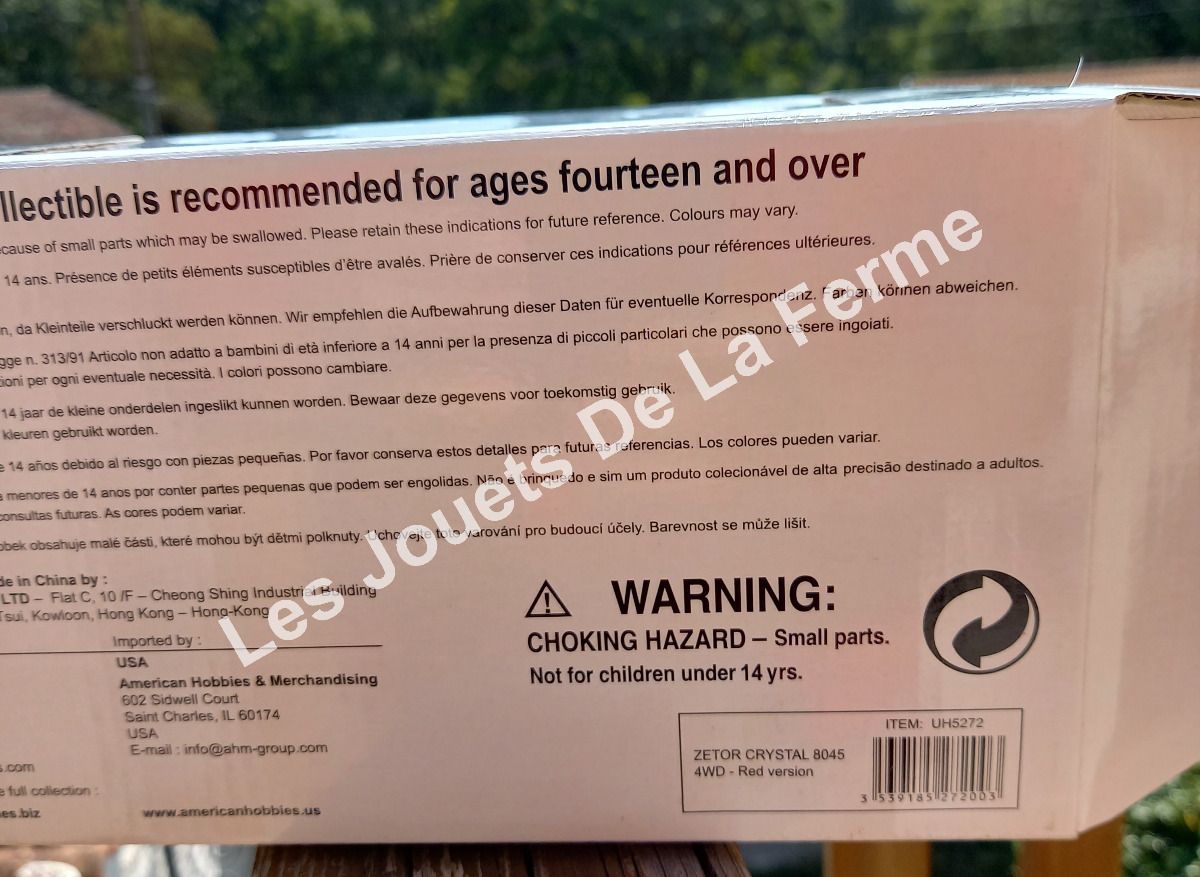 llectible is recommended for ages fourteen and over
cause of small parts which may be swallowed. Please retain these indications for future reference. Colours may vary.
14 ans. Présence de petits éléments susceptibles d'être avalés. Prière de conserver ces indications pour références ultérieures.
n, da Kleinteile verschluckt werden können. Wir empfehlen die Aufbewahrung dieser Daten für eventuelle Korrespondenz. Farben können abweichen.
gge n. 313/91 Articolo non adatto a bambini di età inferiore a 14 anni per la presenza di piccoli particolari che possono essere ingoiati.
ioni per ogni eventuale necessità. I colori possono cambiare.
14 jaar de kleine onderdelen ingeslikt kunnen worden. Bewaar deze gegevens voor toekomstig gebruik.
kleuren gebruikt worden.
e 14 años debido al riesgo con piezas pequeñas. Por favor conserva estos detalles para futuras referencias. Los colores pueden variar.
menores de 14 anos por conter partes pequenas que podem ser engolidas. Não é brinquedo e sim um produto colecionável de alta precisão destinado a adultos.
consultas futuras. As cores podem variar.
obek obsahuje malé části, které mohou být dětmi polknuty. Uchovejte toto varování pro budoucí účely. Barevnost se může lišit.
Les Jouets De La Ferme
de in China by :
LTD – Flat C, 10 /F – Cheong Shing Industrial Building
Tsui, Kowloon, Hong Kong – Hong-Kong
Imported by :
USA
American Hobbies & Merchandising
602 Sidwell Court
Saint Charles, IL 60174
USA
E-mail : info@ahm-group.com
s.com
e full collection :
es.biz
www.americanhobbies.us
WARNING:
CHOKING HAZARD – Small parts.
Not for children under 14 yrs.
ITEM: UH5272
ZETOR CRYSTAL 8045
4WD - Red version
3 539185 272003